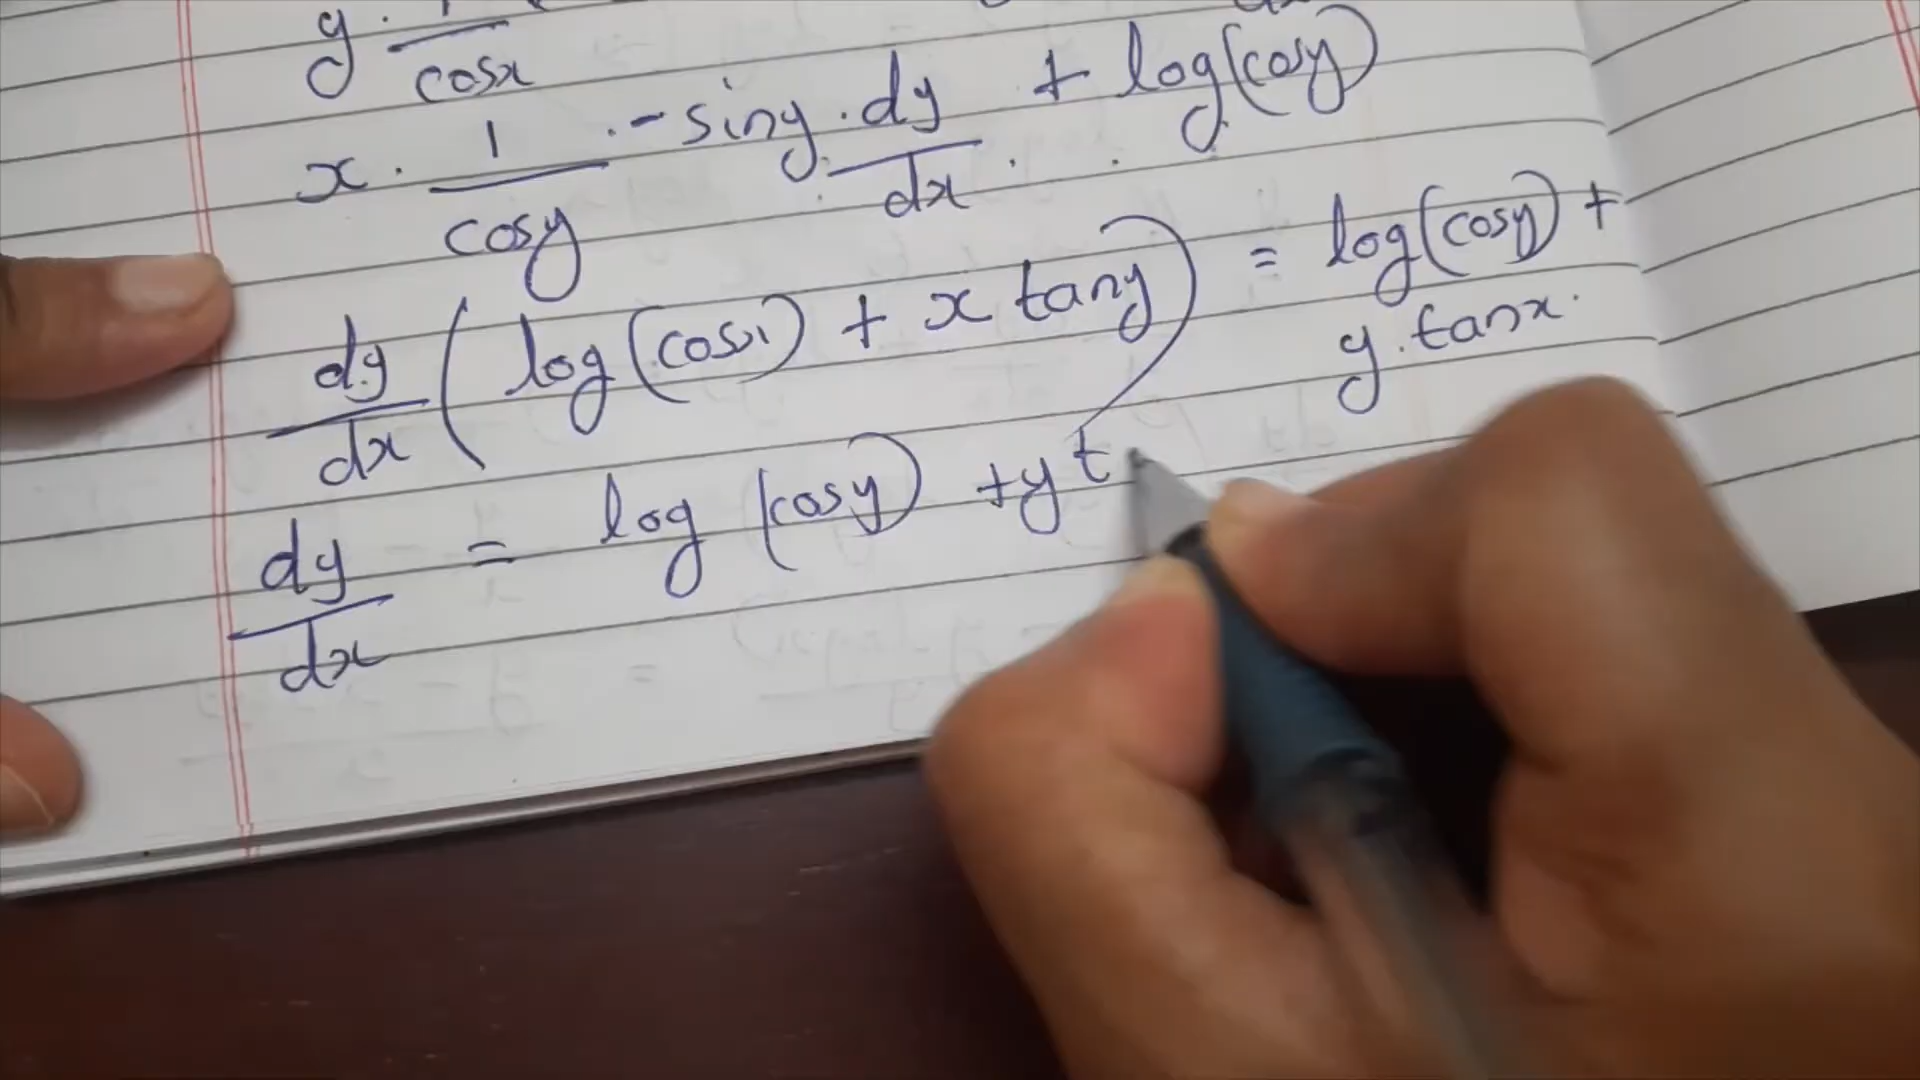 y . 1/cosx
x . 1/cosy . - siny . dy/dx + log(cosy)
dy/dx ( log(cosx) + x tany ) = log(cosy) +
y . tanx .
dy/dx = log (cosy) + y t